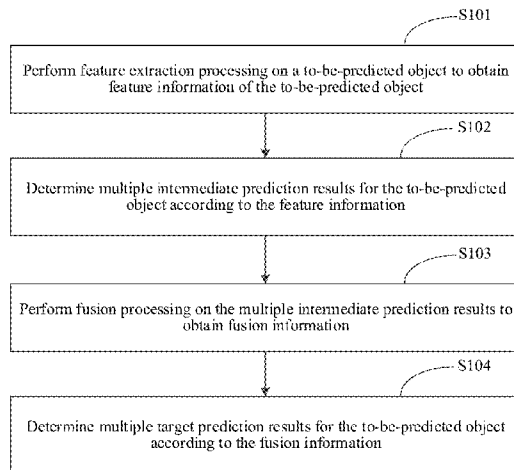 S101
Perform feature extraction processing on a to-be-predicted object to obtain
feature information of the to-be-predicted object
S102
Determine multiple intermediate prediction results for the to-be-predicted
object according to the feature information
S103
Perform fusion processing on the multiple intermediate prediction results to
obtain fusion information
S104
Determine multiple target prediction results for the to-be-predicted object
according to the fusion information